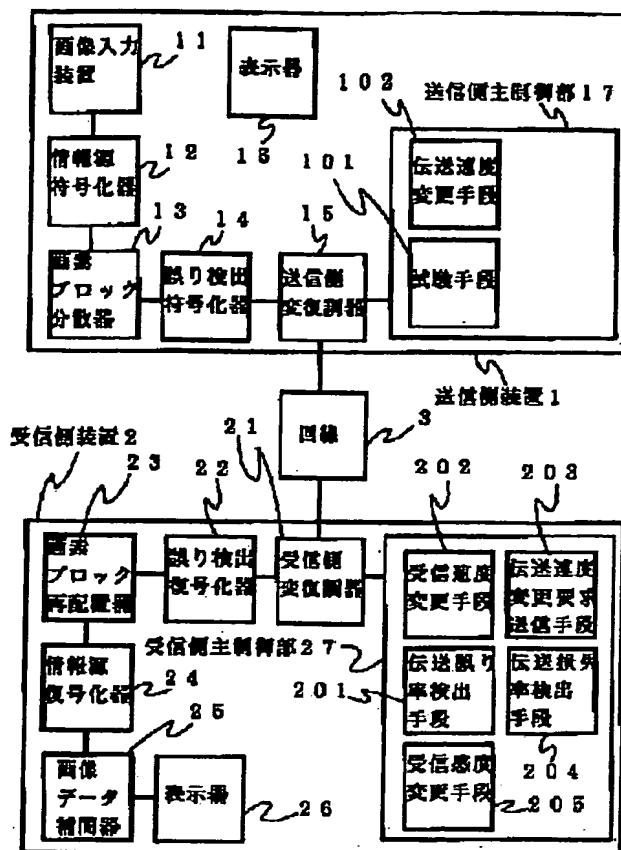 画像入力
装置
11
表示器
16
102
送信側主制御部17
伝送速度
変更手段
情報源
符号化器
12
101
試験手段
13
画素
ブロック
分散器
14
誤り検出
符号化器
15
送信側
変復調器
送信側装置1
回線
3
受信側装置2
23
22
21
202
203
画素
ブロック
再配置器
誤り検出
復号化器
受信側
変復調器
受信速度
変更手段
伝送速度
変更要求
送信手段
受信側主制御部27
情報源
復号化器
24
201
伝送誤り
率検出
手段
伝送損失
率検出
手段
204
25
画像
データ
補間器
表示器
26
受信感度
変更手段
205